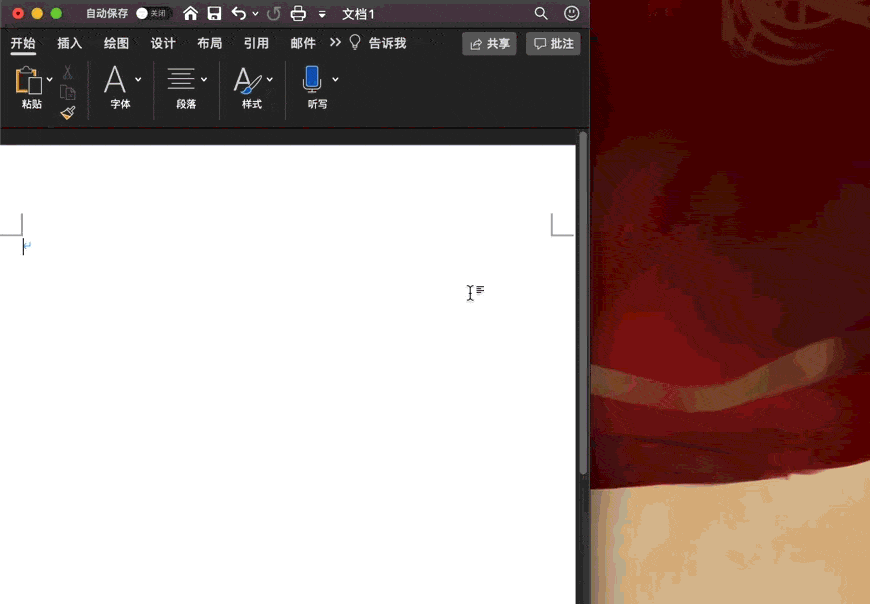 自动保存 关闭 文档1
开始 插入 绘图 设计 布局 引用 邮件 告诉我 共享 批注
粘贴 字体 段落 样式 听写